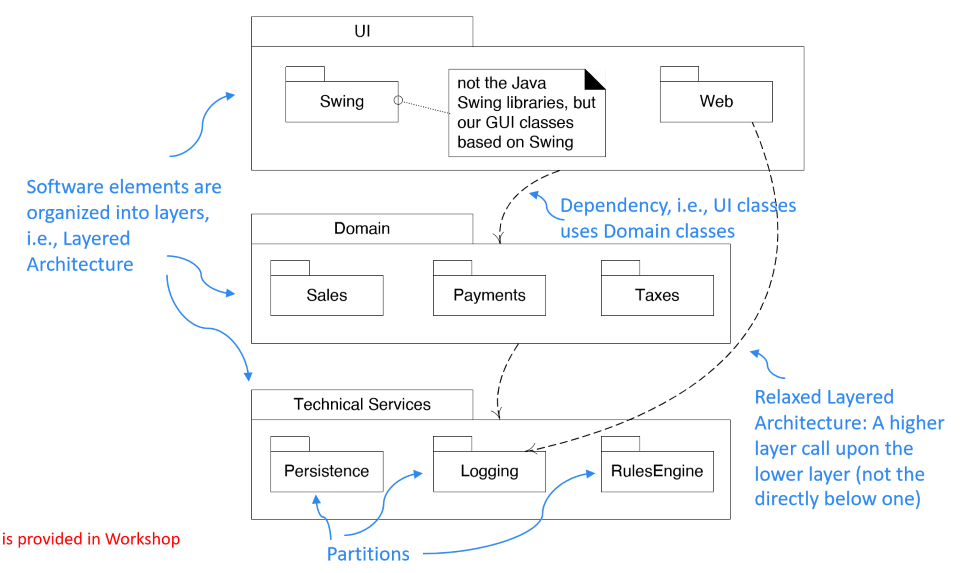 UI
Swing
not the Java
Swing libraries, but
our GUI classes
based on Swing
Web
Software elements are
organized into layers,
i.e., Layered
Architecture
Dependency, i.e., UI classes
uses Domain classes
Domain
Sales
Payments
Taxes
Relaxed Layered
Architecture: A higher
layer call upon the
lower layer (not the
directly below one)
Technical Services
Persistence
Logging
RulesEngine
Partitions
is provided in Workshop